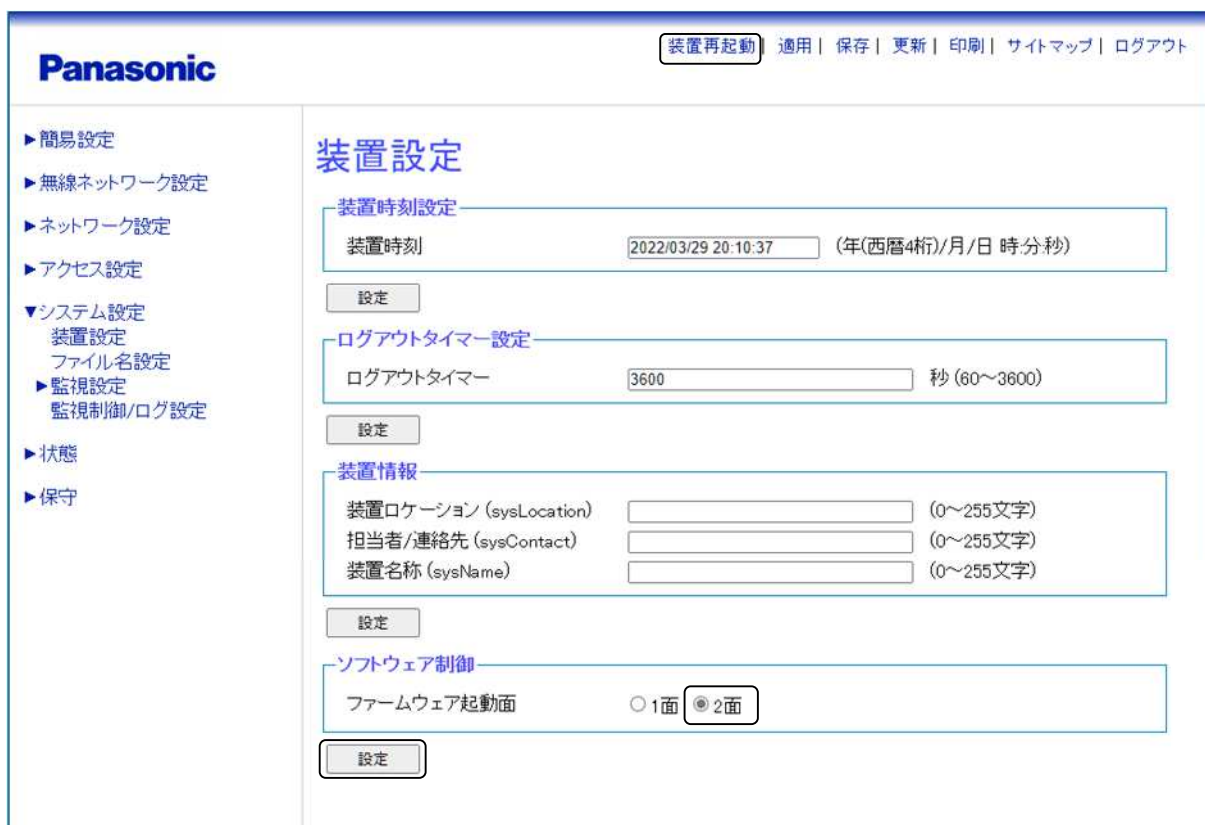 装置再起動 | 適用 | 保存 | 更新 | 印刷 | サイトマップ | ログアウト
Panasonic
▶簡易設定
▶無線ネットワーク設定
▶ネットワーク設定
▶アクセス設定
▼システム設定
装置設定
ファイル名設定
▶監視設定
監視制御/ログ設定
▶状態
▶保守
装置設定
装置時刻設定
装置時刻 2022/03/29 20:10:37 (年(西暦4桁)/月/日 時:分:秒)
設定
ログアウトタイマー設定
ログアウトタイマー 3600 秒 (60~3600)
設定
装置情報
装置ロケーション (sysLocation) (0~255文字)
担当者/連絡先 (sysContact) (0~255文字)
装置名称 (sysName) (0~255文字)
設定
ソフトウェア制御
ファームウェア起動面 1面 2面
設定